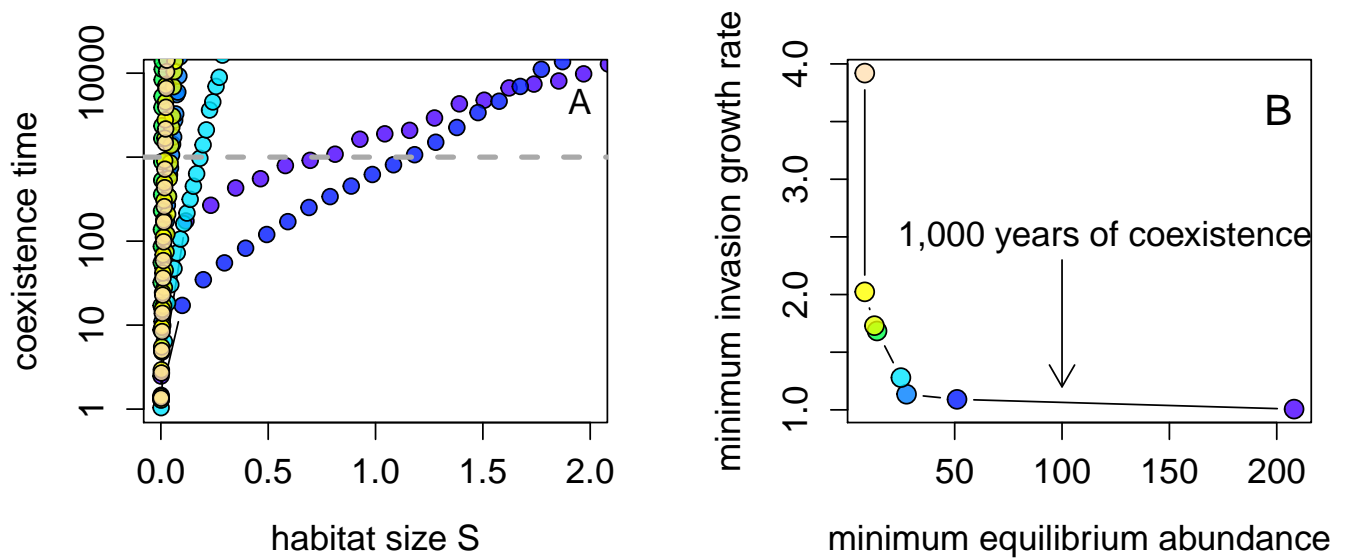 coexistence time
10000
100
10
1
A
0.0 0.5 1.0 1.5 2.0
habitat size S
minimum invasion growth rate
4.0
3.0
2.0
1.0
B
1,000 years of coexistence
50 100 150 200
minimum equilibrium abundance